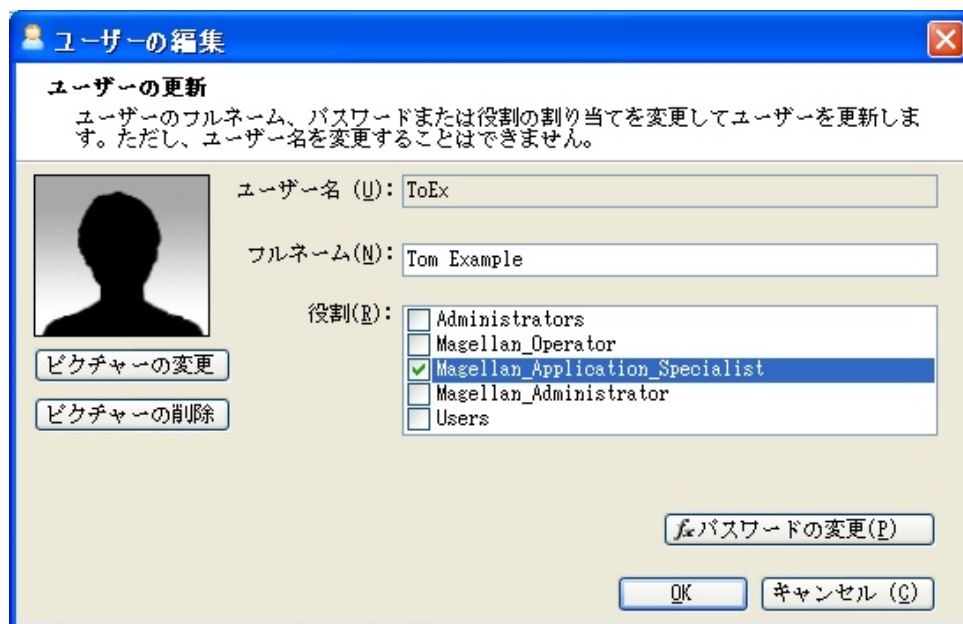 ユーザーの編集
ユーザーの更新
ユーザーのフルネーム、パスワードまたは役割の割り当てを変更してユーザーを更新しま
す。ただし、ユーザー名を変更することはできません。
ユーザー名 (U): ToEx
フルネーム(N): Tom Example
役割(R):
Administrators
Magellan_Operator
Magellan_Application_Specialist
Magellan_Administrator
Users
ピクチャーの変更
ピクチャーの削除
パスワードの変更(P)
OK
キャンセル (C)